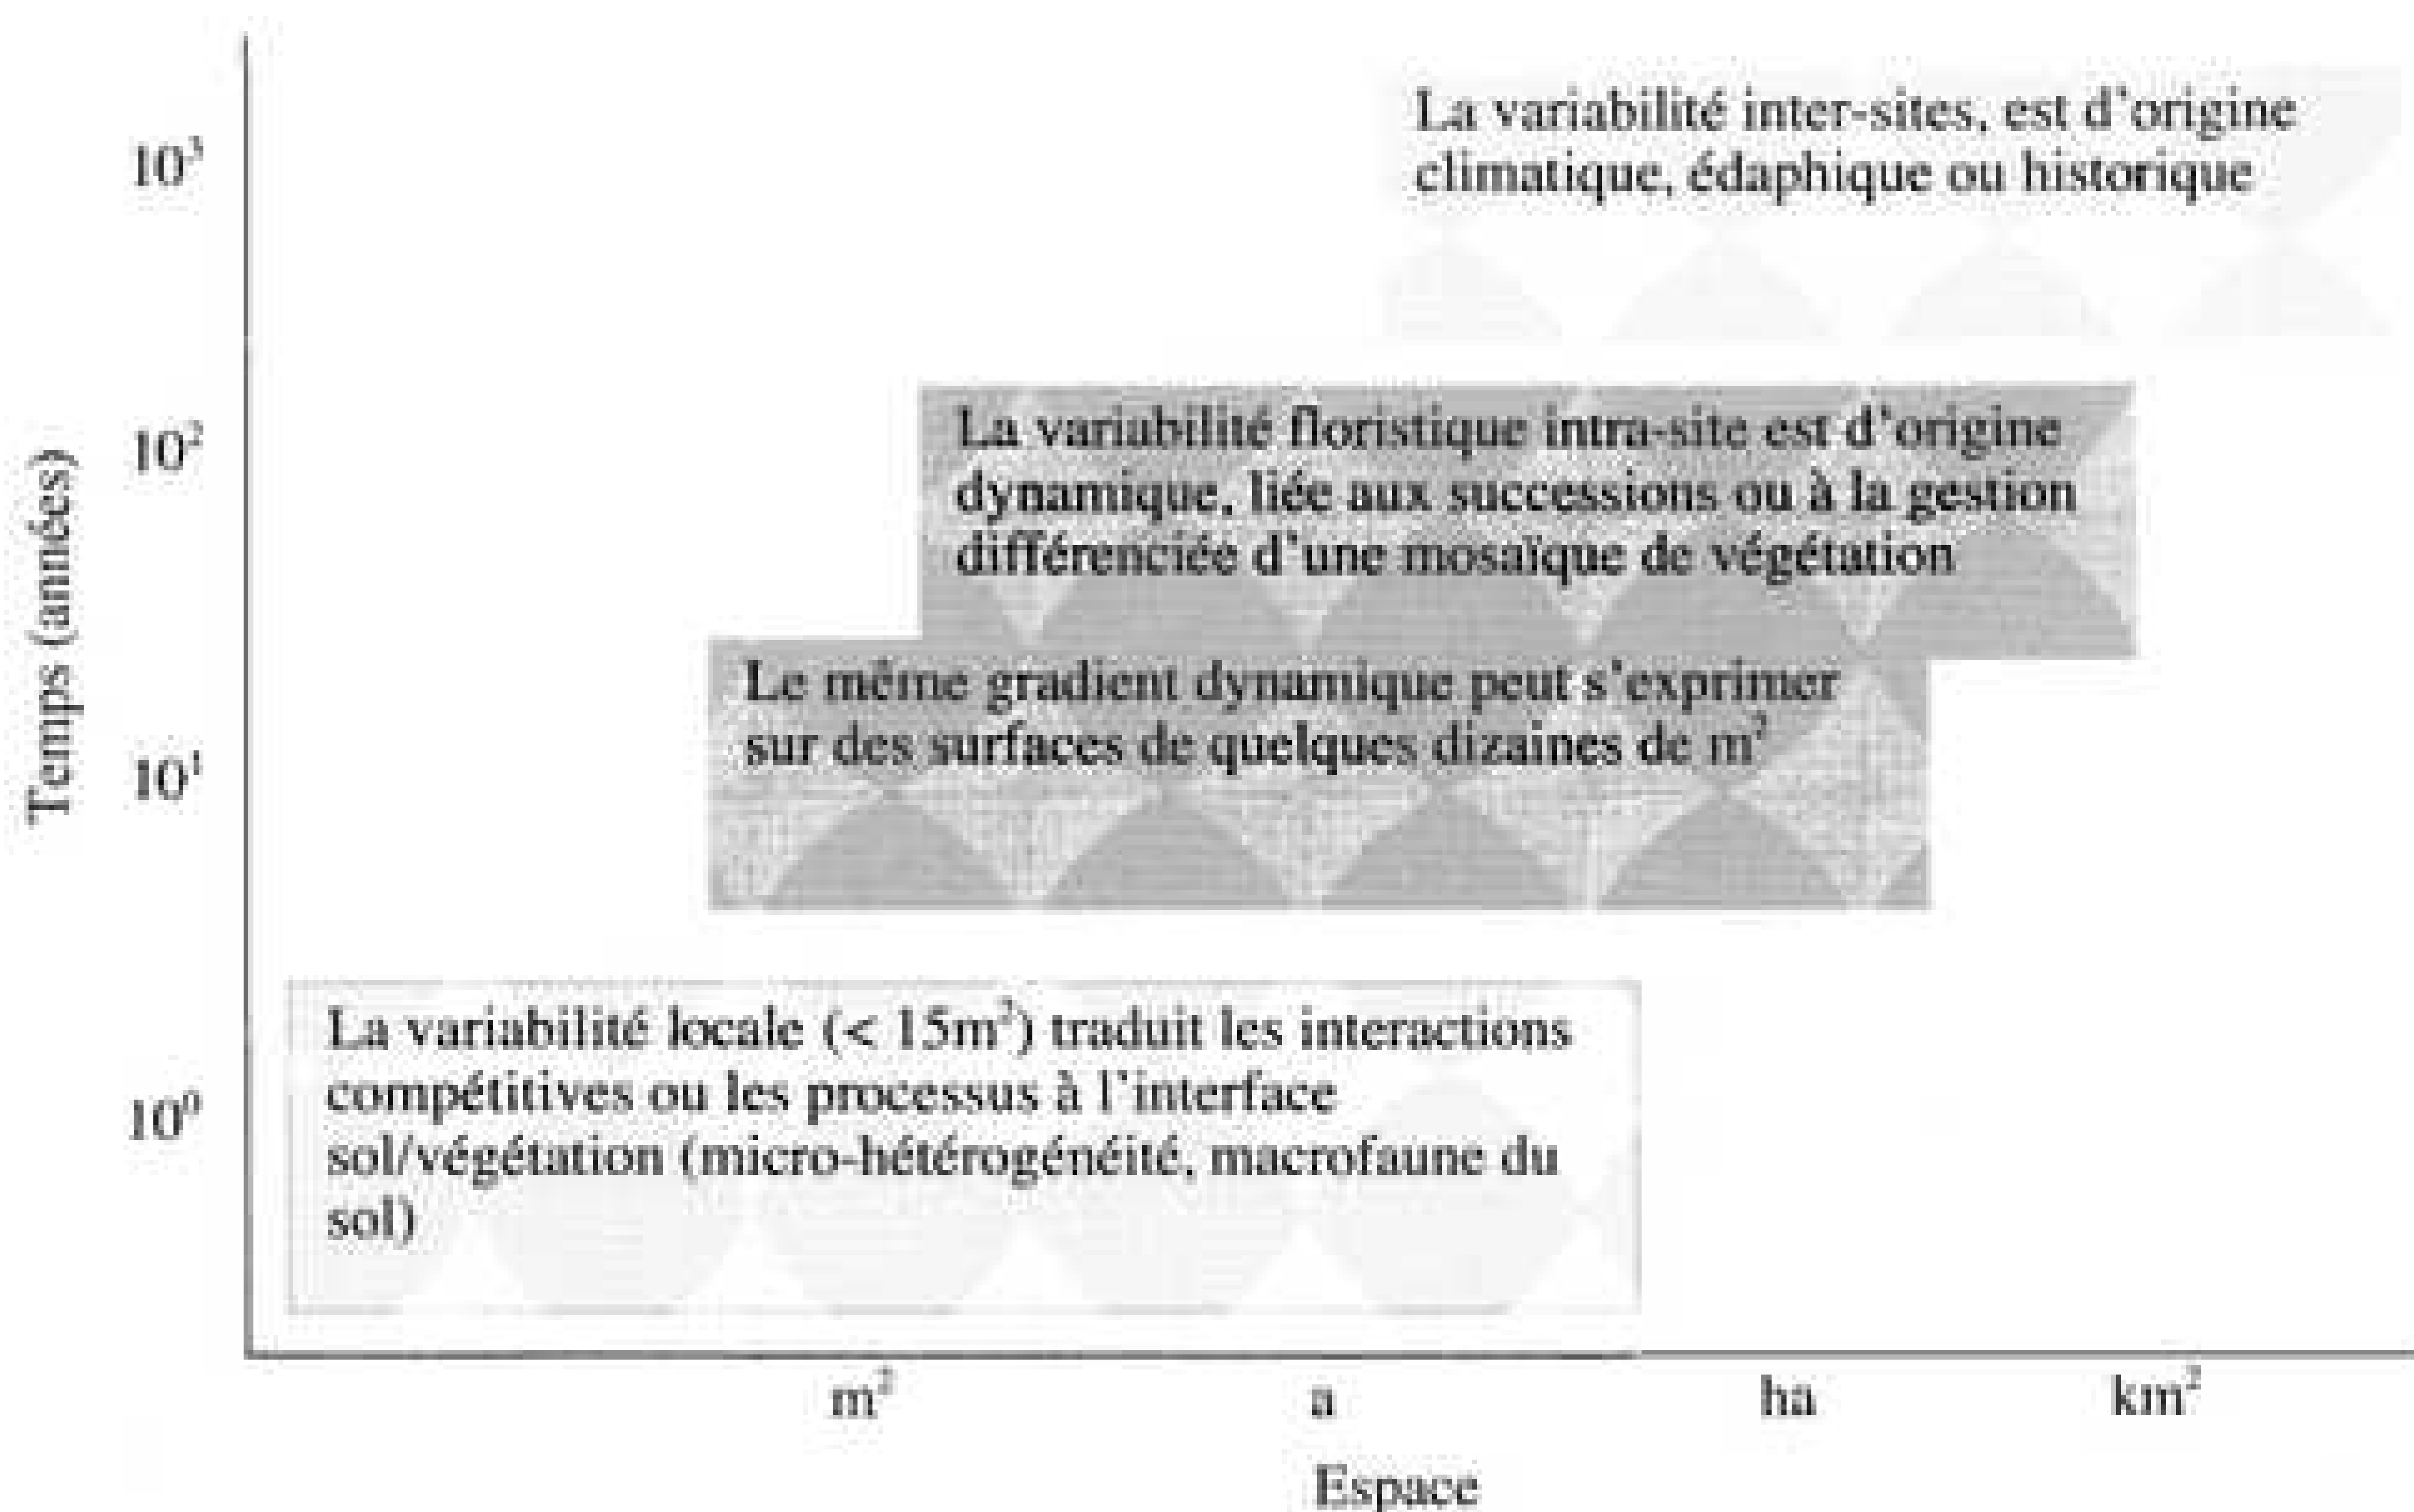 La variabilité inter-sites, est d'origine
climatique, édaphique ou historique
La variabilité floristique intra-site est d'origine
dynamique, liée aux successions ou à la gestion
différenciée d'une mosaïque de végétation
Le même gradient dynamique peut s'exprimer
sur des surfaces de quelques dizaines de m²
La variabilité locale (< 15m²) traduit les interactions
compétitives ou les processus à l'interface
sol/végétation (micro-hétérogénéité, macrofaune du
sol)
Temps (années)
10³
10²
10¹
10⁰
m² a ha km²
Espace